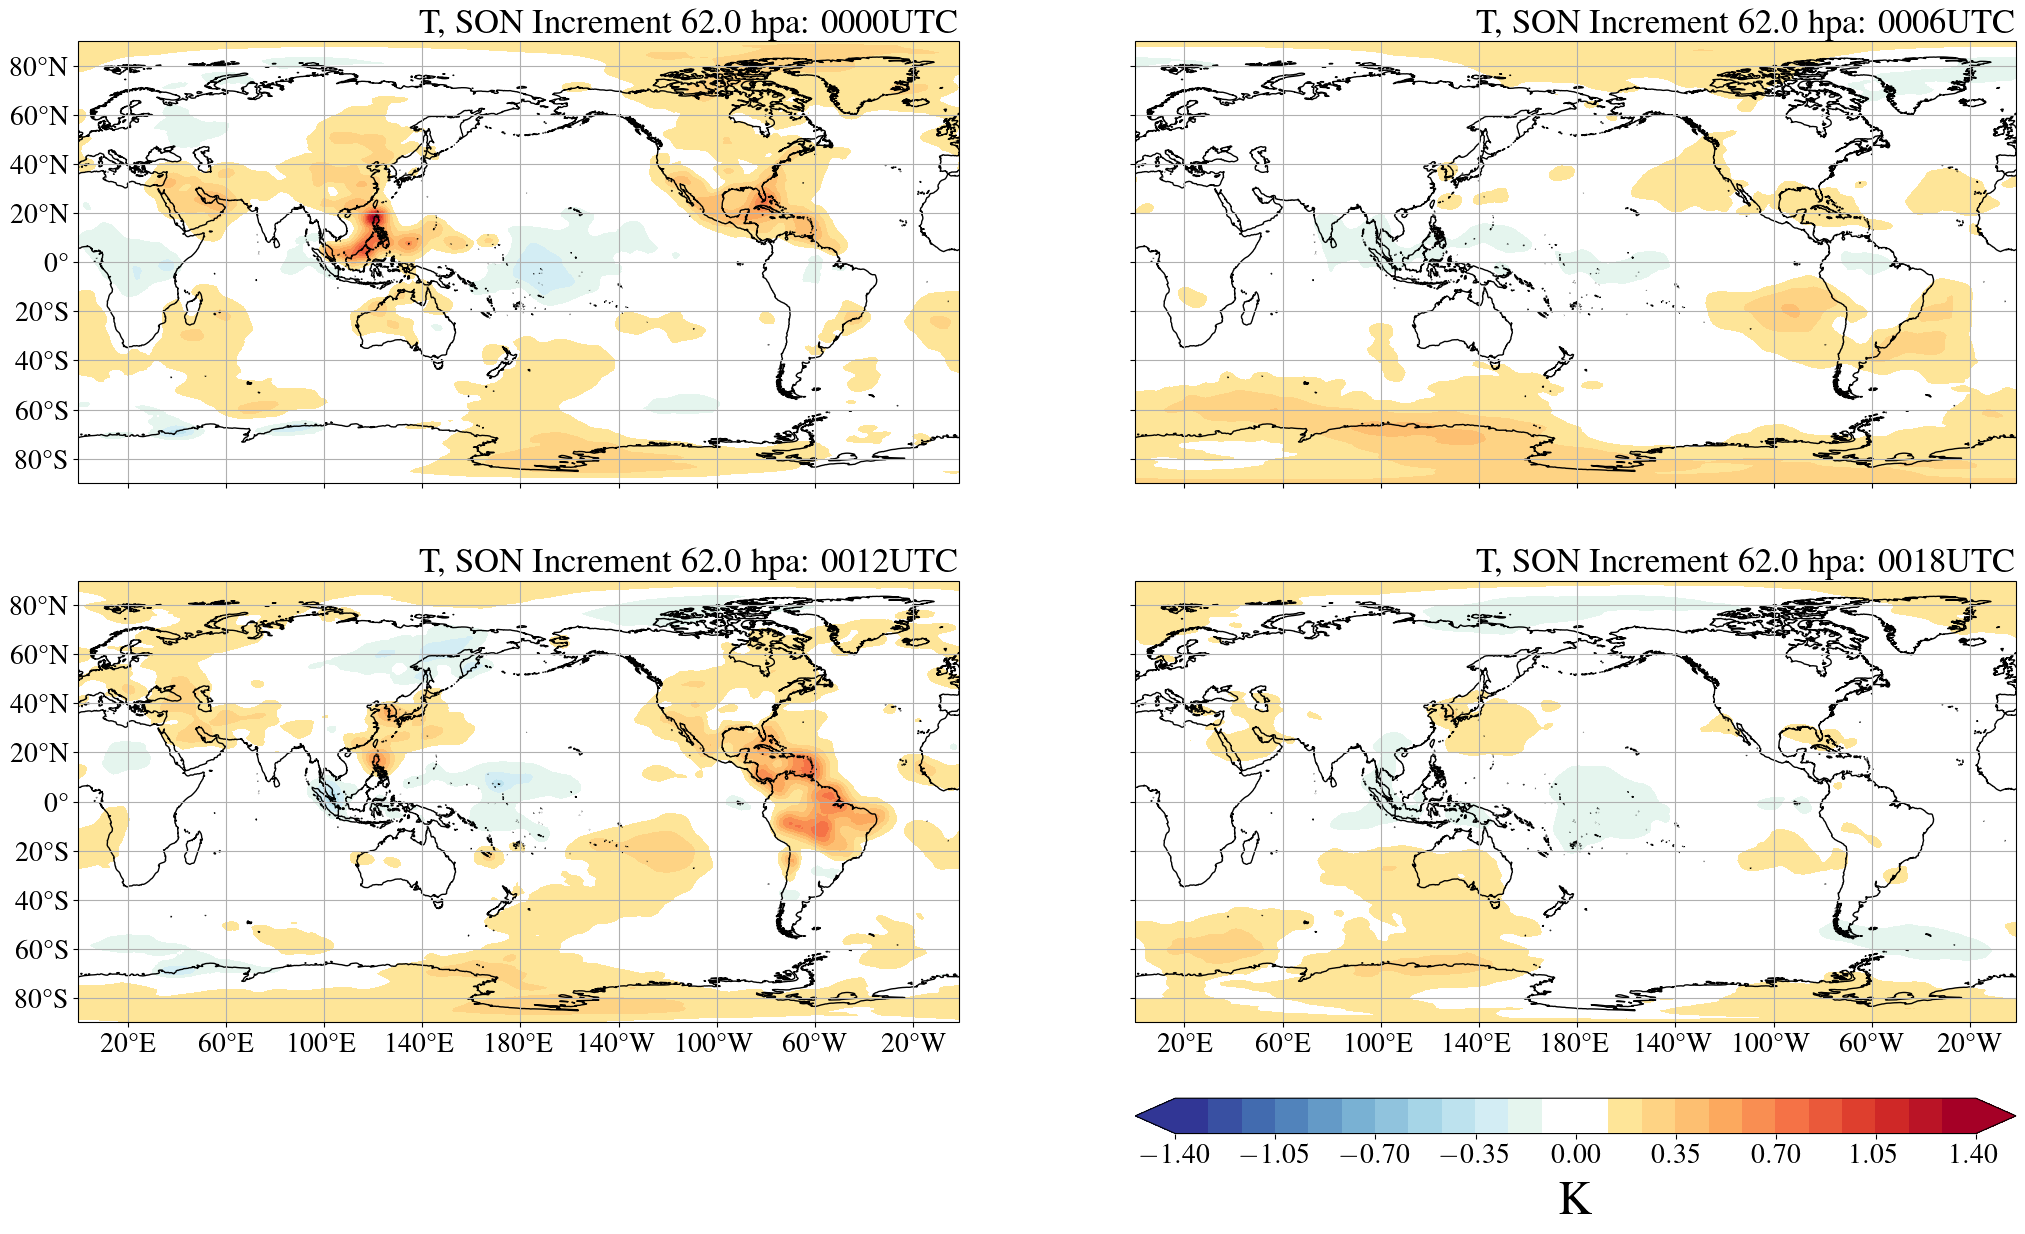 T, SON Increment 62.0 hpa: 0000UTC
T, SON Increment 62.0 hpa: 0006UTC
80°N
60°N
40°N
20°N
0°
20°S
40°S
60°S
80°S
T, SON Increment 62.0 hpa: 0012UTC
T, SON Increment 62.0 hpa: 0018UTC
80°N
60°N
40°N
20°N
0°
20°S
40°S
60°S
80°S
20°E 60°E 100°E 140°E 180°E 140°W 100°W 60°W 20°W
20°E 60°E 100°E 140°E 180°E 140°W 100°W 60°W 20°W
−1.40 −1.05 −0.70 −0.35 0.00 0.35 0.70 1.05 1.40
K